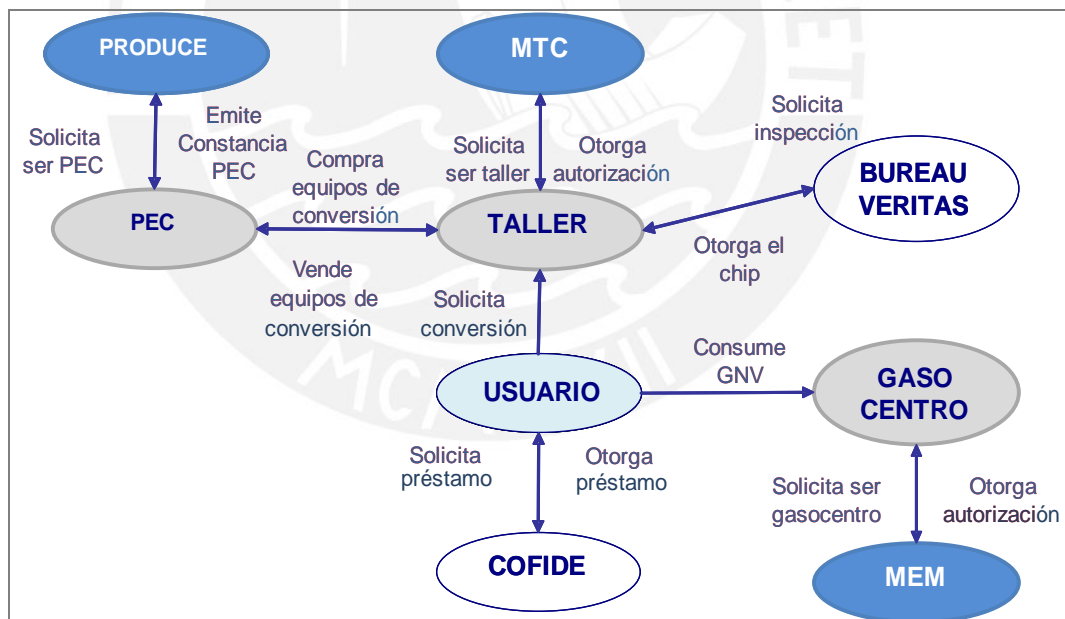 PRODUCE
MTC
Solicita
ser PEC
Emite
Constancia
PEC
Solicita
ser taller
Otorga
autorización
Solicita
inspección
BUREAU
VERITAS
Compra
equipos de
conversión
PEC
TALLER
Otorga el
chip
Vende
equipos de
conversión
Solicita
conversión
Consume
GNV
USUARIO
GASO
CENTRO
Solicita
préstamo
Otorga
préstamo
Solicita ser
gasocentro
Otorga
autorización
COFIDE
MEM